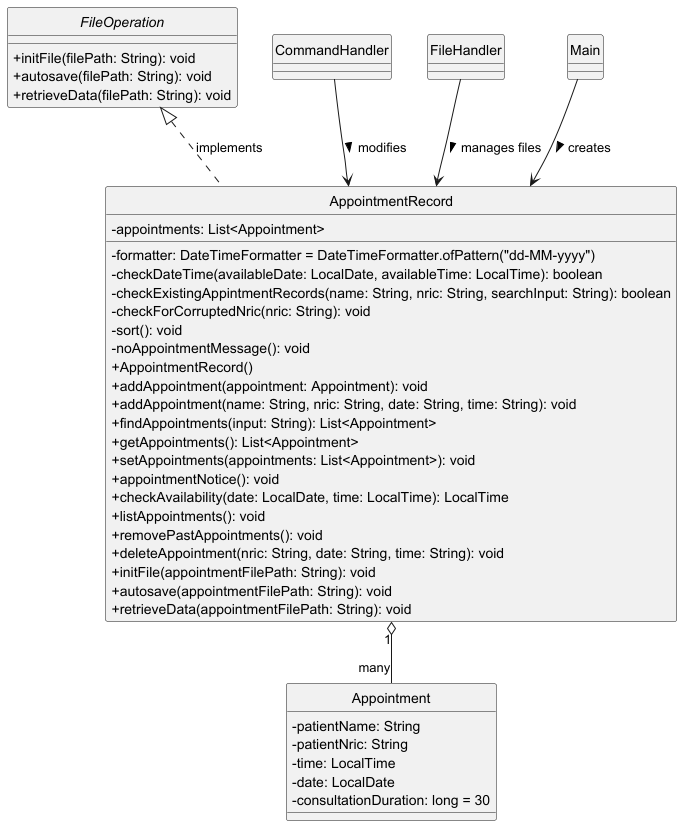 FileOperation
+initFile(filePath: String): void
+autosave(filePath: String): void
+retrieveData(filePath: String): void
CommandHandler
FileHandler
Main
implements
modifies
manages files
creates
AppointmentRecord
-appointments: List<Appointment>
-formatter: DateTimeFormatter = DateTimeFormatter.ofPattern("dd-MM-yyyy")
-checkDateTime(availableDate: LocalDate, availableTime: LocalTime): boolean
-checkExistingAppintmentRecords(name: String, nric: String, searchInput: String): boolean
-checkForCorruptedNric(nric: String): void
-sort(): void
-noAppointmentMessage(): void
+AppointmentRecord()
+addAppointment(appointment: Appointment): void
+addAppointment(name: String, nric: String, date: String, time: String): void
+findAppointments(input: String): List<Appointment>
+getAppointments(): List<Appointment>
+setAppointments(appointments: List<Appointment>): void
+appointmentNotice(): void
+checkAvailability(date: LocalDate, time: LocalTime): LocalTime
+listAppointments(): void
+removePastAppointments(): void
+deleteAppointment(nric: String, date: String, time: String): void
+initFile(appointmentFilePath: String): void
+autosave(appointmentFilePath: String): void
+retrieveData(appointmentFilePath: String): void
1
many
Appointment
-patientName: String
-patientNric: String
-time: LocalTime
-date: LocalDate
-consultationDuration: long = 30